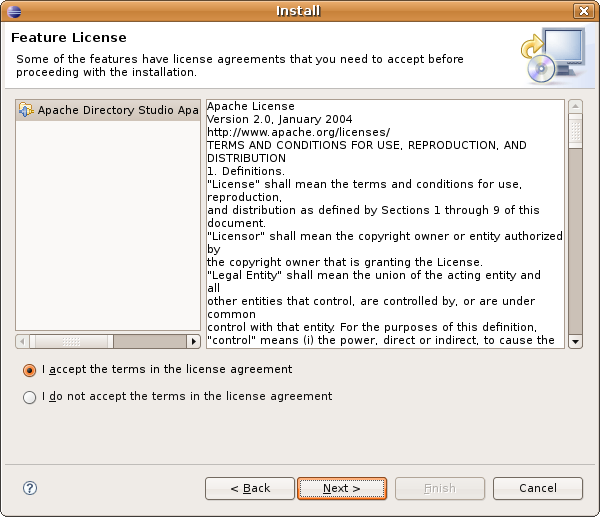 Install
Feature License
Some of the features have license agreements that you need to accept before
proceeding with the installation.
Apache Directory Studio Apa
Apache License
Version 2.0, January 2004
http://www.apache.org/licenses/
TERMS AND CONDITIONS FOR USE, REPRODUCTION, AND
DISTRIBUTION
1. Definitions.
"License" shall mean the terms and conditions for use,
reproduction,
and distribution as defined by Sections 1 through 9 of this
document.
"Licensor" shall mean the copyright owner or entity authorized
by
the copyright owner that is granting the License.
"Legal Entity" shall mean the union of the acting entity and
all
other entities that control, are controlled by, or are under
common
control with that entity. For the purposes of this definition,
"control" means (i) the power, direct or indirect, to cause the
I accept the terms in the license agreement
I do not accept the terms in the license agreement
?
< Back
Next >
Finish
Cancel